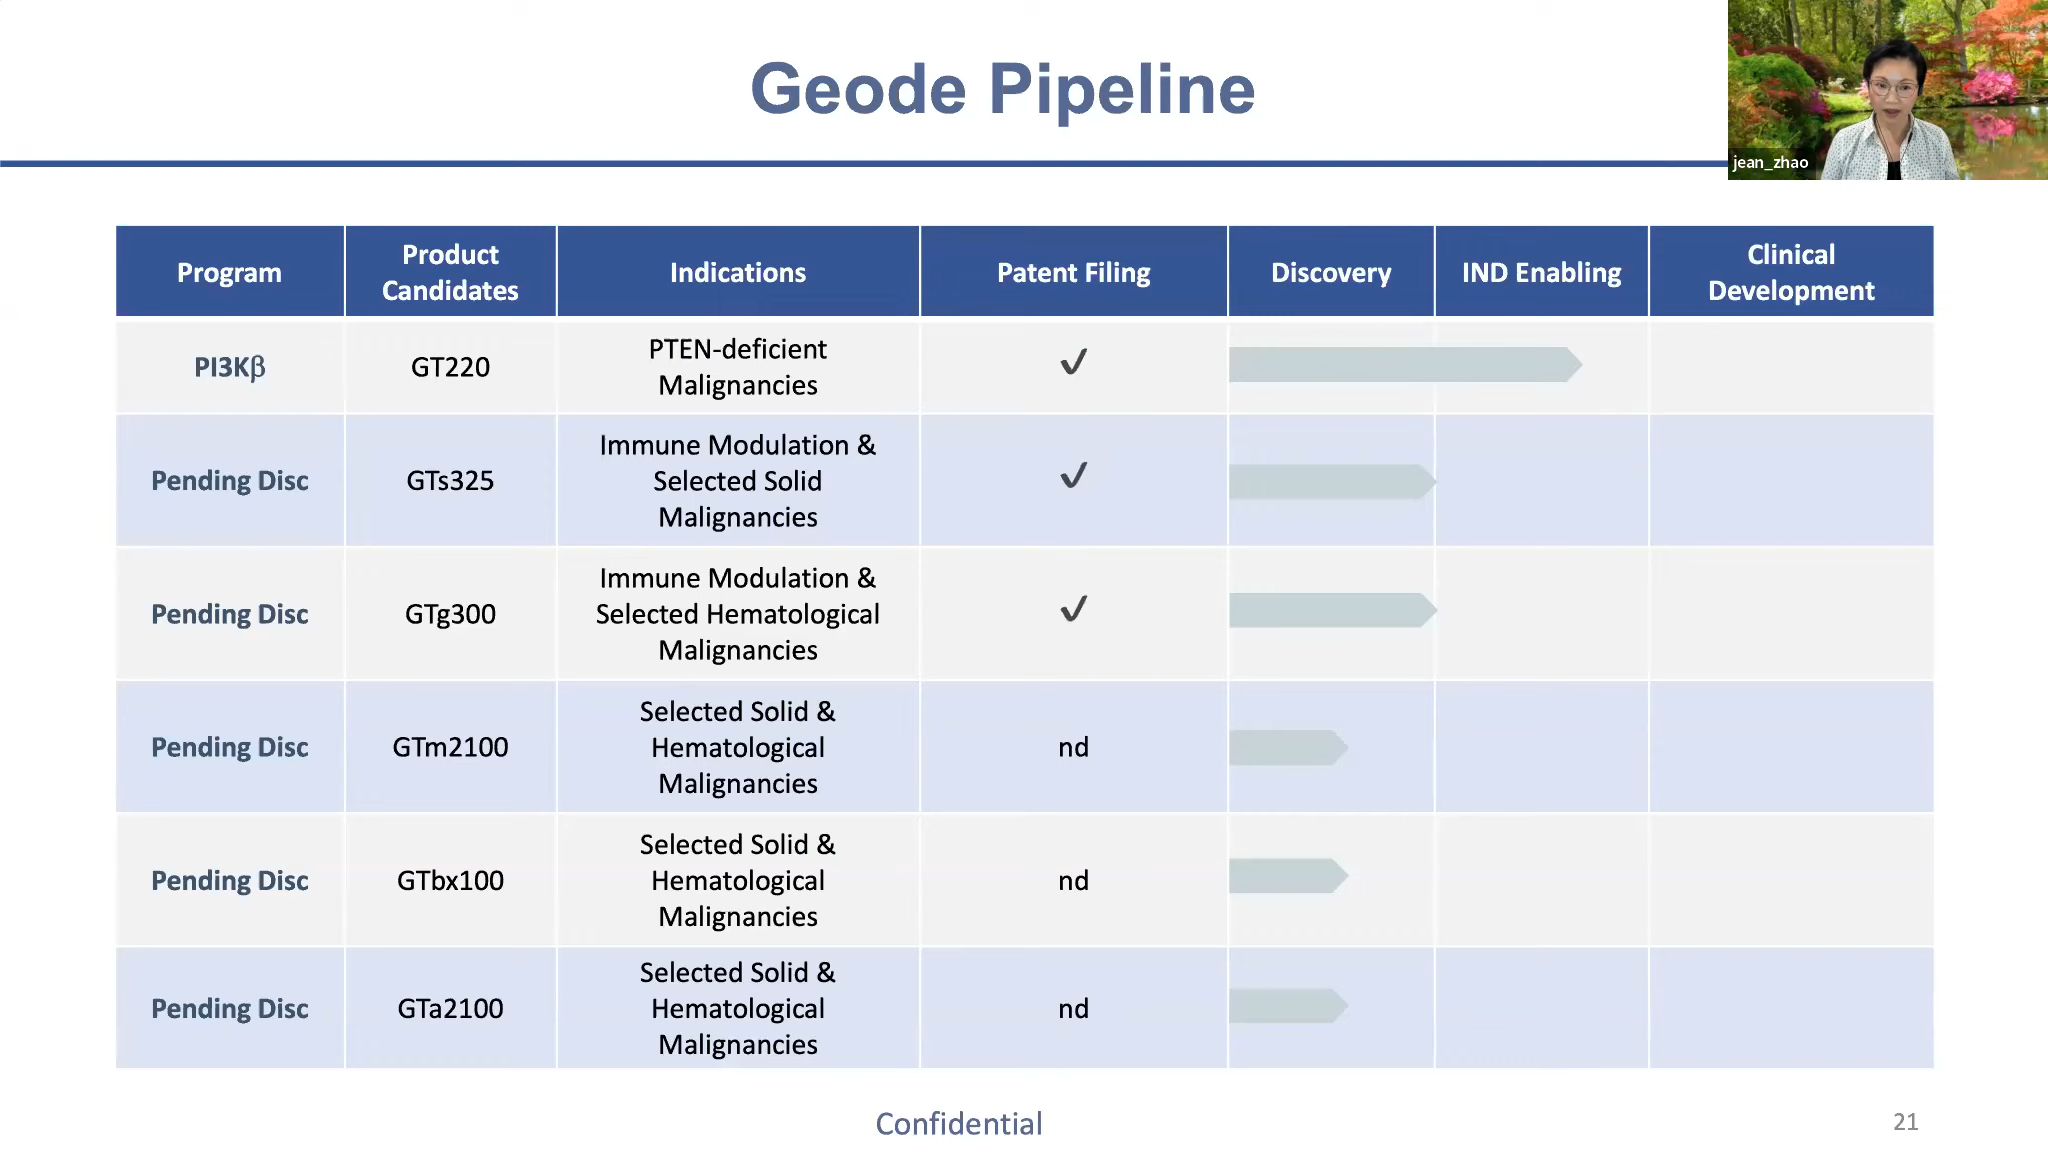 Geode Pipeline
jean_zhao
Program
Product
Candidates
Indications
Patent Filing
Discovery
IND Enabling
Clinical
Development
PI3Kβ
GT220
PTEN-deficient
Malignancies
✓
Pending Disc
GTs325
Immune Modulation &
Selected Solid
Malignancies
✓
Pending Disc
GTg300
Immune Modulation &
Selected Hematological
Malignancies
✓
Pending Disc
GTm2100
Selected Solid &
Hematological
Malignancies
nd
Pending Disc
GTbx100
Selected Solid &
Hematological
Malignancies
nd
Pending Disc
GTa2100
Selected Solid &
Hematological
Malignancies
nd
Confidential
21